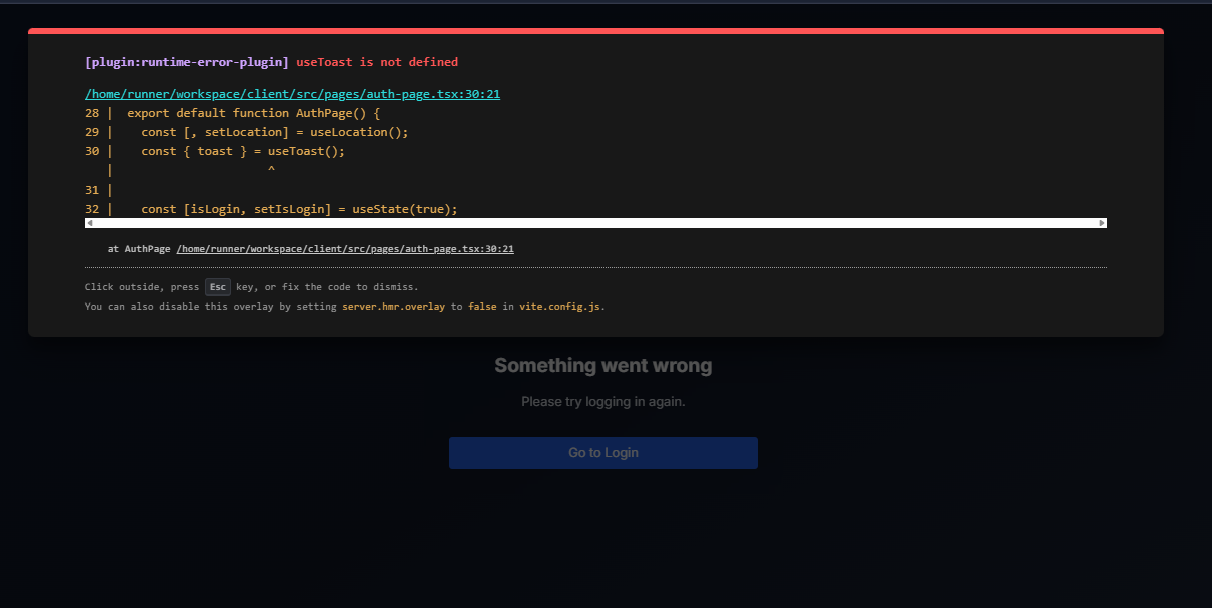 [plugin:runtime-error-plugin] useToast is not defined
/home/runner/workspace/client/src/pages/auth-page.tsx:30:21
28 |  export default function AuthPage() {
29 |    const [, setLocation] = useLocation();
30 |    const { toast } = useToast();
   |                      ^
31 |
32 |    const [isLogin, setIsLogin] = useState(true);
at AuthPage /home/runner/workspace/client/src/pages/auth-page.tsx:30:21
Click outside, press Esc key, or fix the code to dismiss.
You can also disable this overlay by setting server.hmr.overlay to false in vite.config.js.
Something went wrong
Please try logging in again.
Go to Login